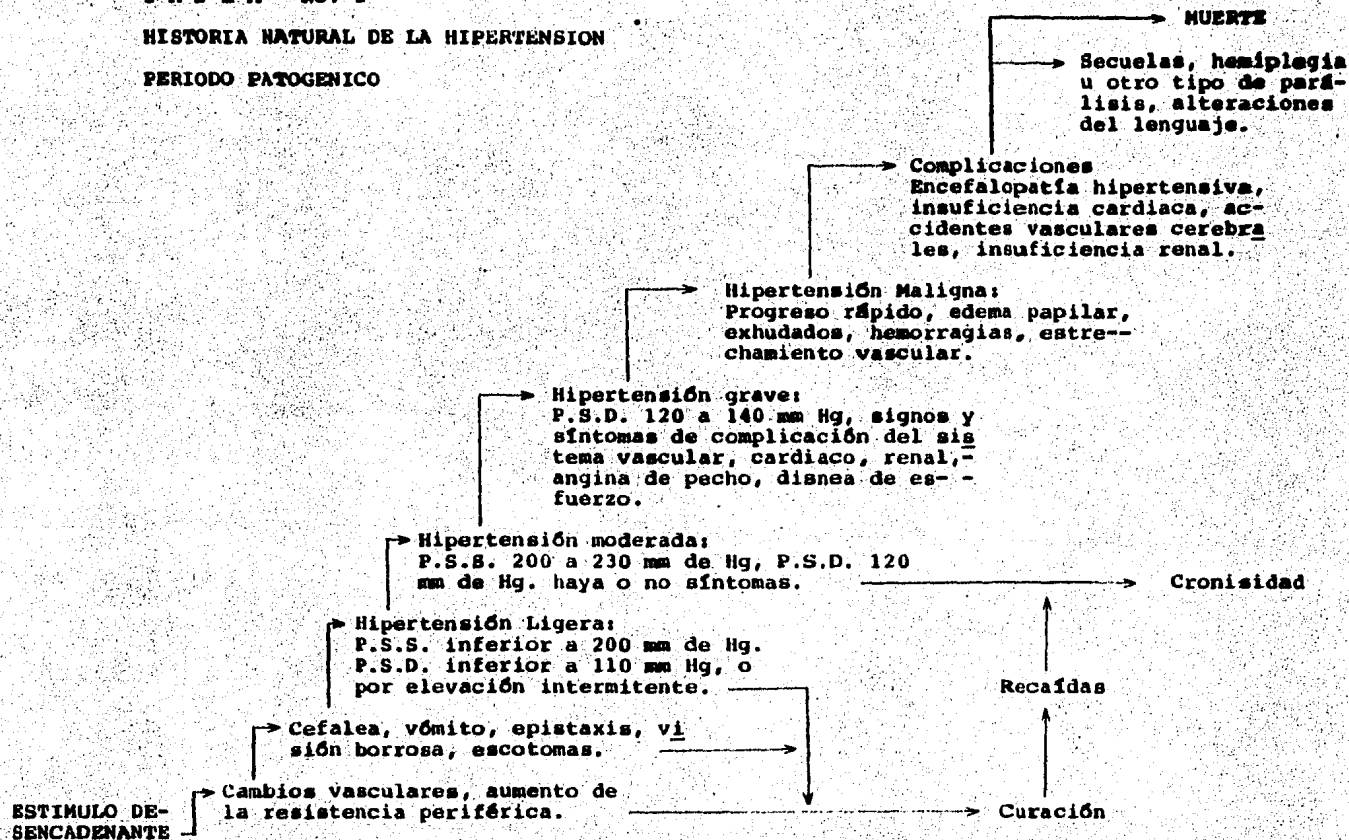 HISTORIA NATURAL DE LA HIPERTENSION
PERIODO PATOGENICO
MUERTE
Secuelas, hemiplegia
u otro tipo de pará-
lisis, alteraciones
del lenguaje.
Complicaciones
Encefalopatía hipertensiva,
insuficiencia cardiaca, ac-
cidentes vasculares cerebra
les, insuficiencia renal.
Hipertensión Maligna:
Progreso rápido, edema papilar,
exhudados, hemorragias, estre--
chamiento vascular.
Hipertensión grave:
P.S.D. 120 a 140 mm Hg, signos y
síntomas de complicación del sis
tema vascular, cardiaco, renal,-
angina de pecho, disnea de es- -
fuerzo.
Hipertensión moderada:
P.S.S. 200 a 230 mm de Hg, P.S.D. 120
mm de Hg. haya o no síntomas.
Cronisidad
Hipertensión Ligera:
P.S.S. inferior a 200 mm de Hg.
P.S.D. inferior a 110 mm Hg, o
por elevación intermitente.
Recaídas
Cefalea, vómito, epistaxis, vi
sión borrosa, escotomas.
Cambios vasculares, aumento de
la resistencia periférica.
Curación
ESTIMULO DE-
SENCADENANTE